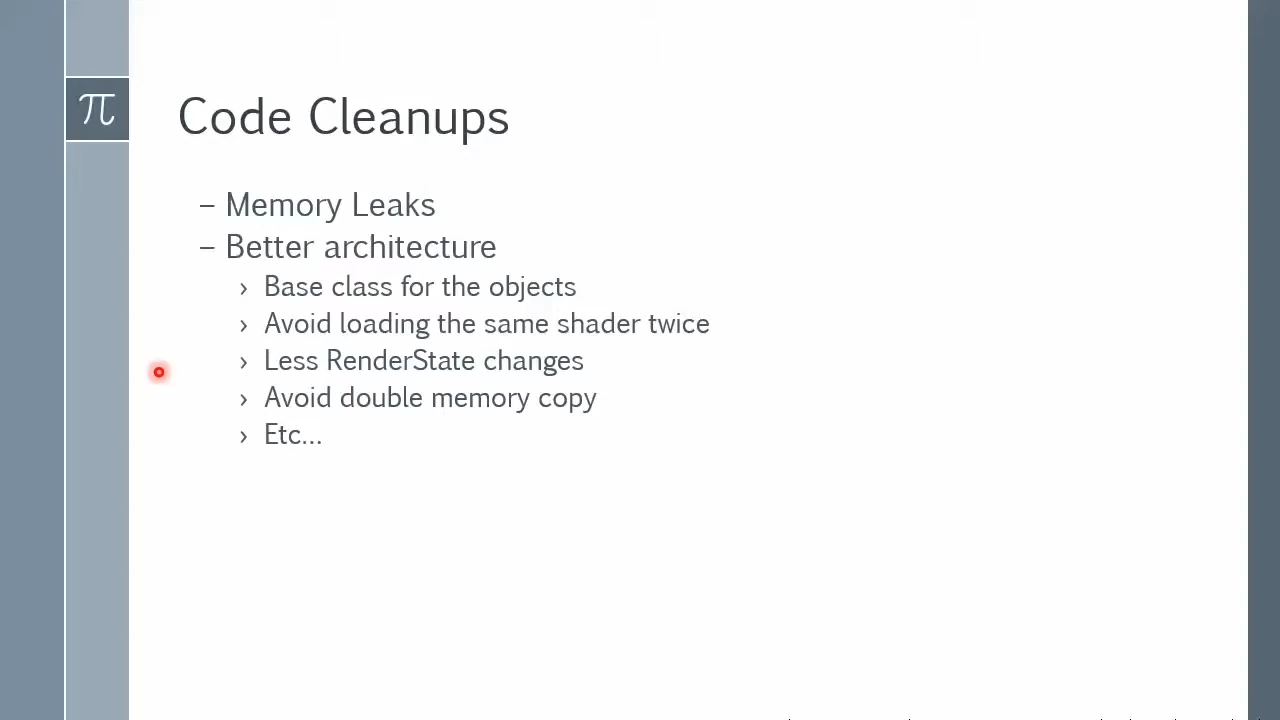 π
Code Cleanups
– Memory Leaks
– Better architecture
› Base class for the objects
› Avoid loading the same shader twice
› Less RenderState changes
› Avoid double memory copy
› Etc...